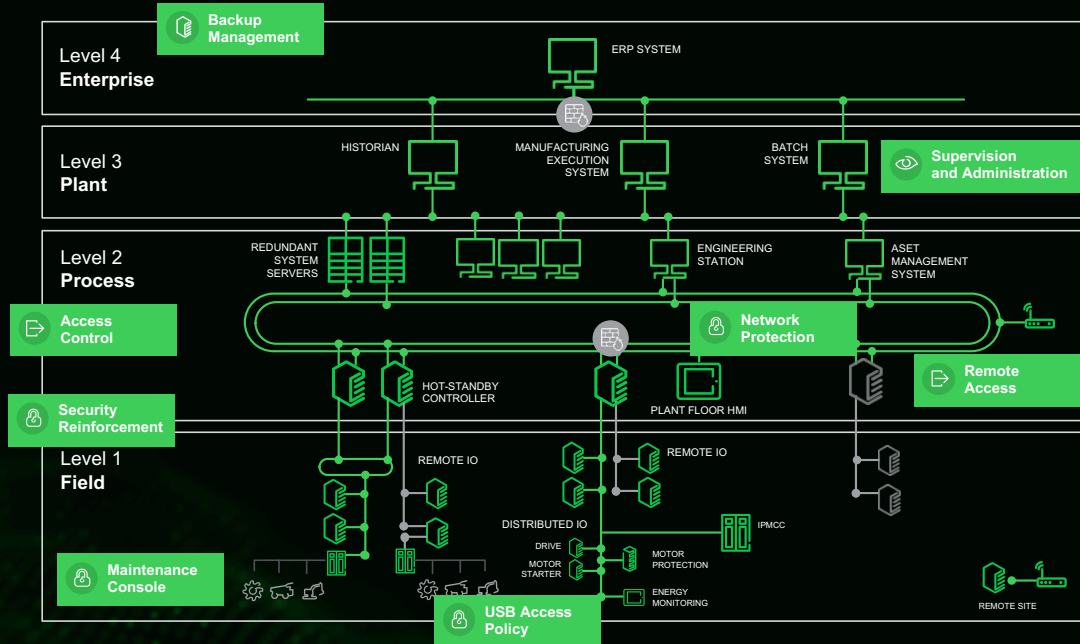 Backup
Management
Level 4
Enterprise
ERP SYSTEM
Level 3
Plant
HISTORIAN
MANUFACTURING
EXECUTION
SYSTEM
BATCH
SYSTEM
Supervision
and Administration
Level 2
Process
REDUNDANT
SYSTEM
SERVERS
ENGINEERING
STATION
ASET
MANAGEMENT
SYSTEM
Access
Control
Network
Protection
Remote
Access
HOT-STANDBY
CONTROLLER
PLANT FLOOR HMI
Security
Reinforcement
Level 1
Field
REMOTE IO
REMOTE IO
DISTRIBUTED IO
IPMCC
DRIVE
MOTOR
STARTER
MOTOR
PROTECTION
ENERGY
MONITORING
Maintenance
Console
USB Access
Policy
REMOTE SITE